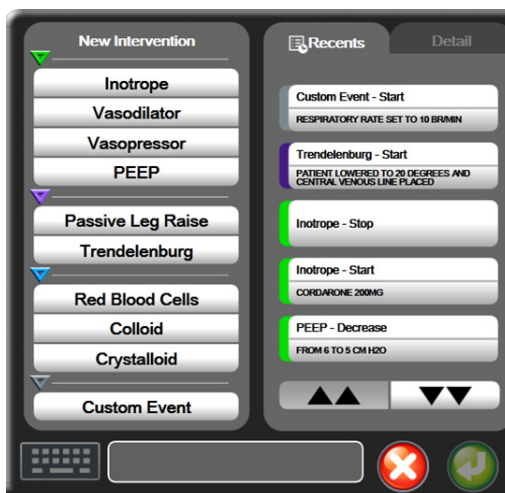 New Intervention
Inotrope
Vasodilator
Vasopressor
PEEP
Passive Leg Raise
Trendelenburg
Red Blood Cells
Colloid
Crystalloid
Custom Event
Recents
Detail
Custom Event - Start
RESPIRATORY RATE SET TO 10 BR/MIN
Trendelenburg - Start
PATIENT LOWERED TO 20 DEGREES AND
CENTRAL VENOUS LINE PLACED
Inotrope - Stop
Inotrope - Start
CORDARONE 200MG
PEEP - Decrease
FROM 6 TO 5 CM H2O